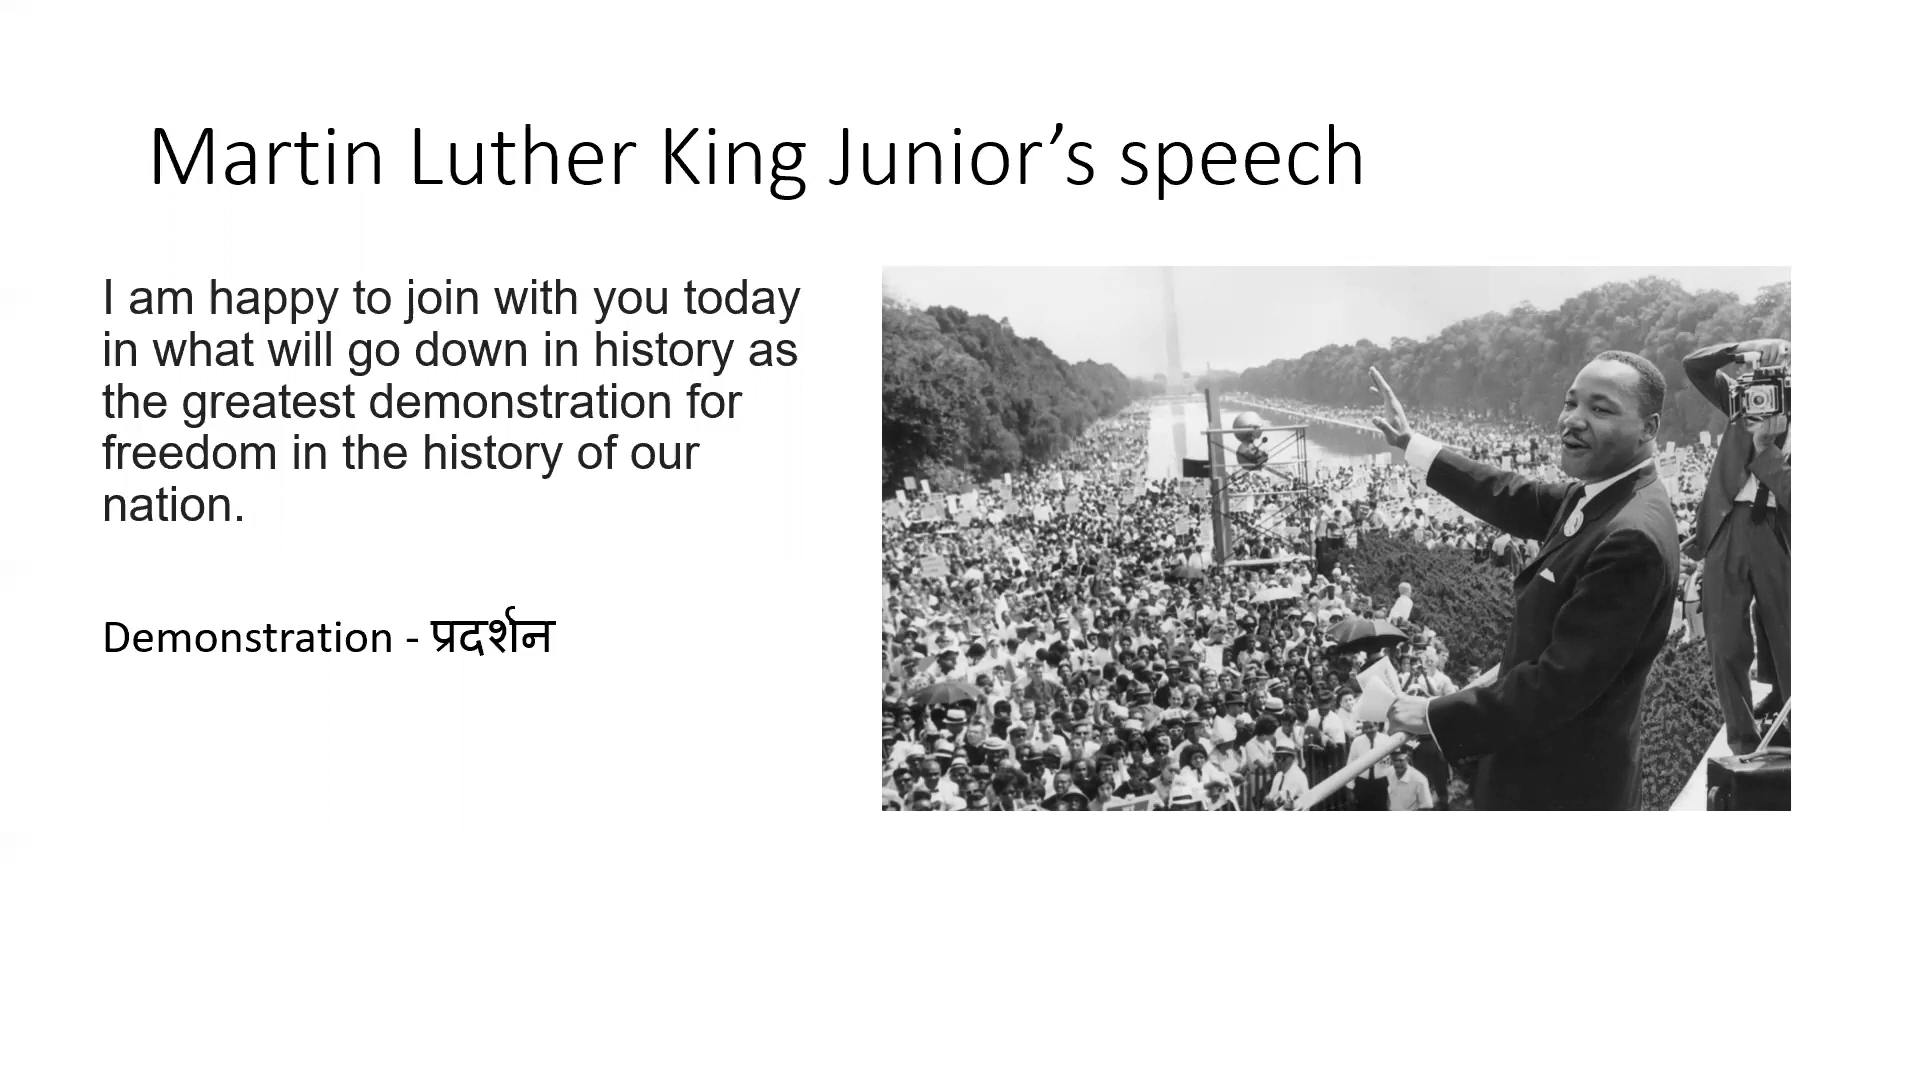 Martin Luther King Junior’s speech
I am happy to join with you today
in what will go down in history as
the greatest demonstration for
freedom in the history of our
nation.
Demonstration - प्रदर्शन